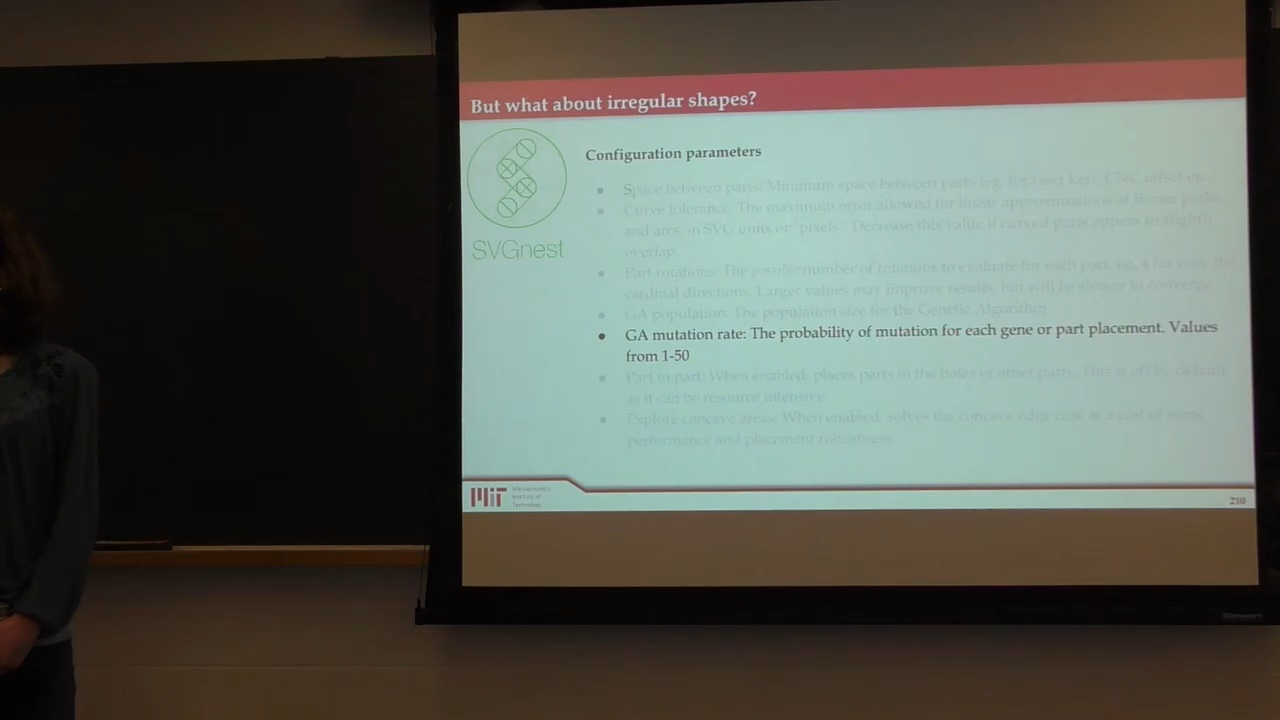 But what about irregular shapes?
SVGnest
Configuration parameters
● Space between parts: Minimum space between parts (eg. for laser kerf, CNC offset etc.)
● Curve tolerance: The maximum error allowed for linear approximations of Bezier paths
and arcs, in SVG units or "pixels". Decrease this value if curved parts appear to slightly
overlap.
● Part rotations: The possible number of rotations to evaluate for each part. eg. 4 for only the
cardinal directions. Larger values may improve results, but will be slower to converge
● GA population: The population size for the Genetic Algorithm
● GA mutation rate: The probability of mutation for each gene or part placement. Values
from 1-50
● Part in part: When enabled, places parts in the holes of other parts. This is off by default
as it can be resource intensive
● Explore concave areas: When enabled, solves the concave edge case at a cost of some
performance and placement robustness
MIT
Massachusetts
Institute of
Technology
210